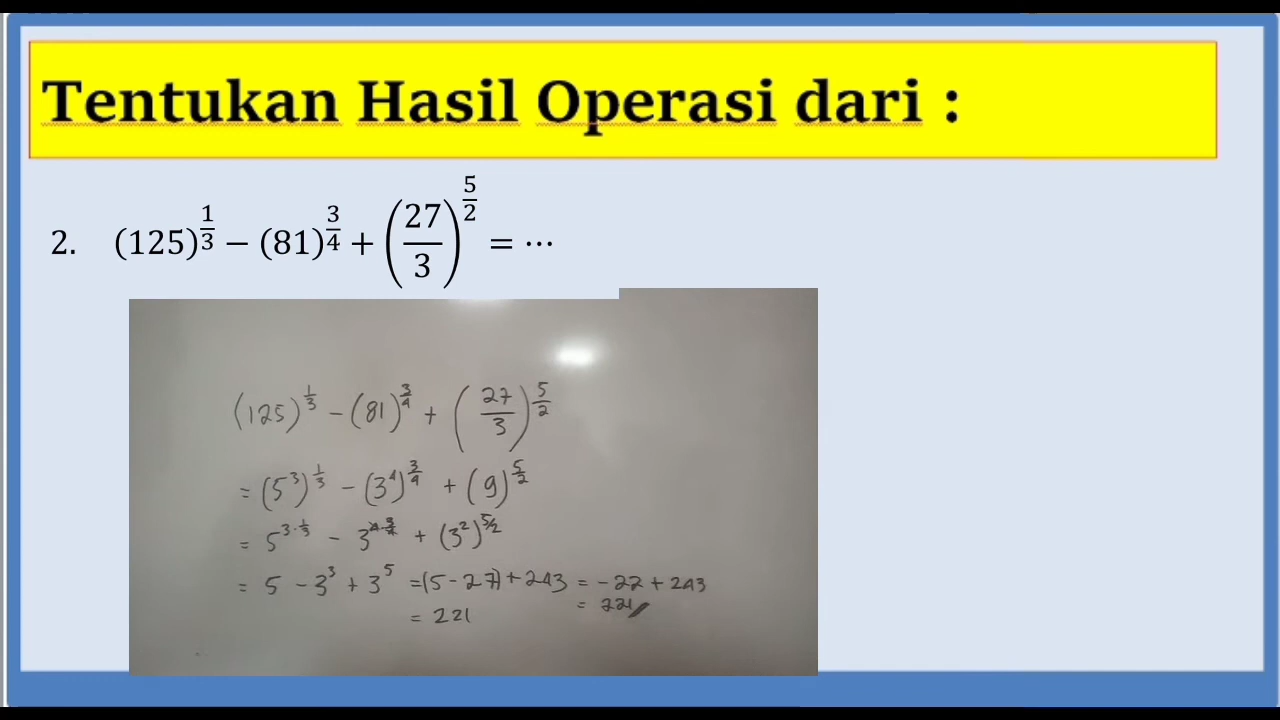 Tentukan Hasil Operasi dari :
2. (125)^{1/3} − (81)^{3/4} + (27/3)^{5/2} = ⋯
(125)^{1/3} − (81)^{3/4} + (27/3)^{5/2}
= (5^3)^{1/3} − (3^4)^{3/4} + (9)^{5/2}
= 5^{3·1/3} − 3^{4·3/4} + (3^2)^{5/2}
= 5 − 3^3 + 3^5 = (5 − 27) + 243 = −22 + 243
= 221 = 221